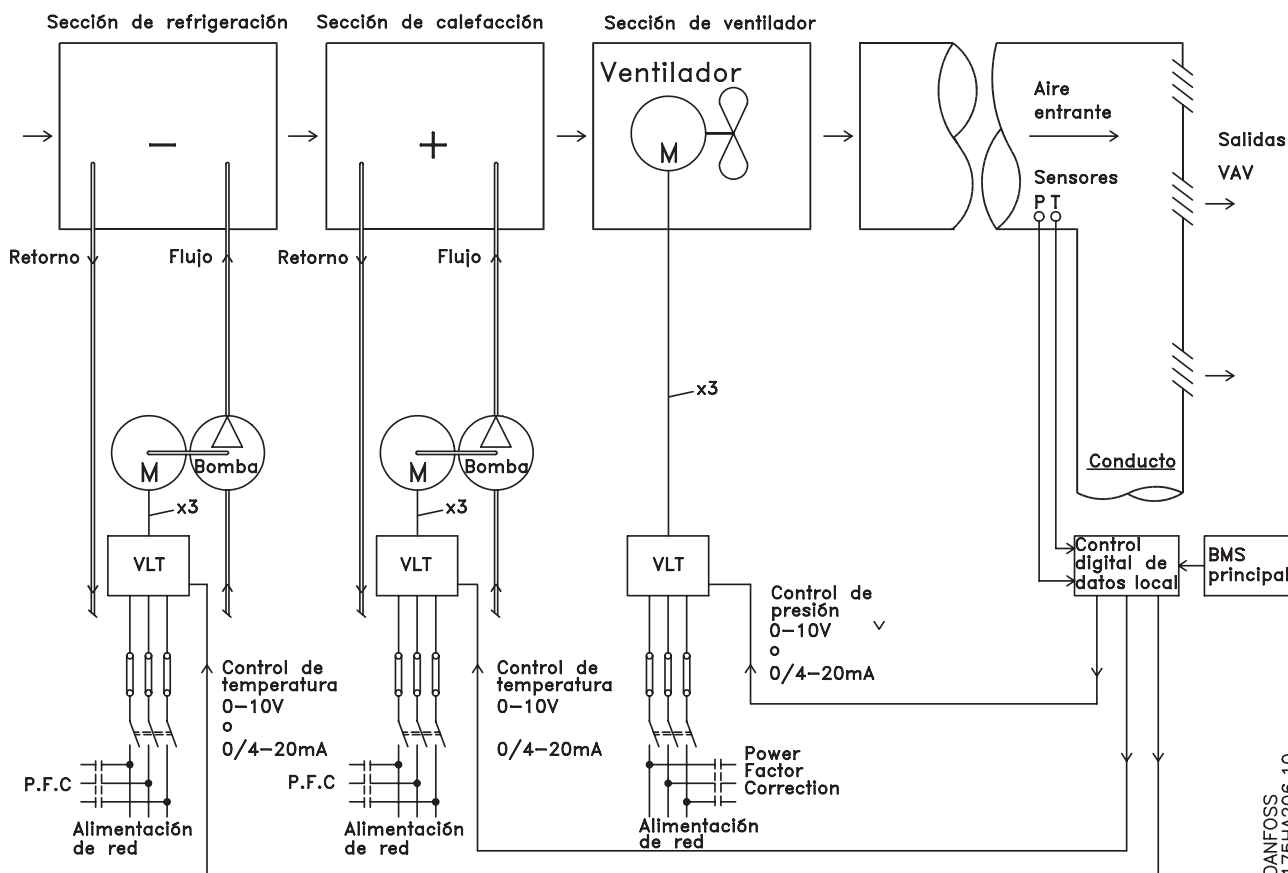 Sección de refrigeración
Sección de calefacción
Sección de ventilador
Ventilador
M
Aire
entrante
Salidas
VAV
Sensores
P T
Retorno
Flujo
Retorno
Flujo
x3
Conducto
M
Bomba
M
Bomba
x3
x3
VLT
VLT
VLT
Control
digital de
datos local
BMS
principal
Control de
presión
0-10V
o
0/4-20mA
Control de
temperatura
0-10V
o
0/4-20mA
Control de
temperatura
0-10V
0/4-20mA
P.F.C
P.F.C
Power
Factor
Correction
Alimentación
de red
Alimentación
de red
Alimentación
de red
DANFOSS